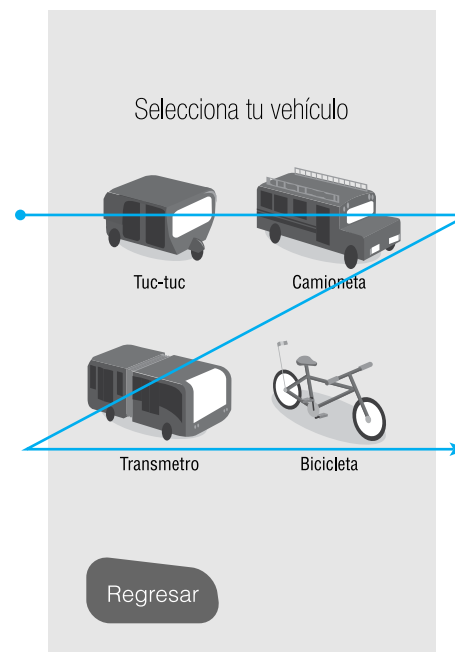 Selecciona tu vehículo
Tuc-tuc
Camioneta
Transmetro
Bicicleta
Regresar